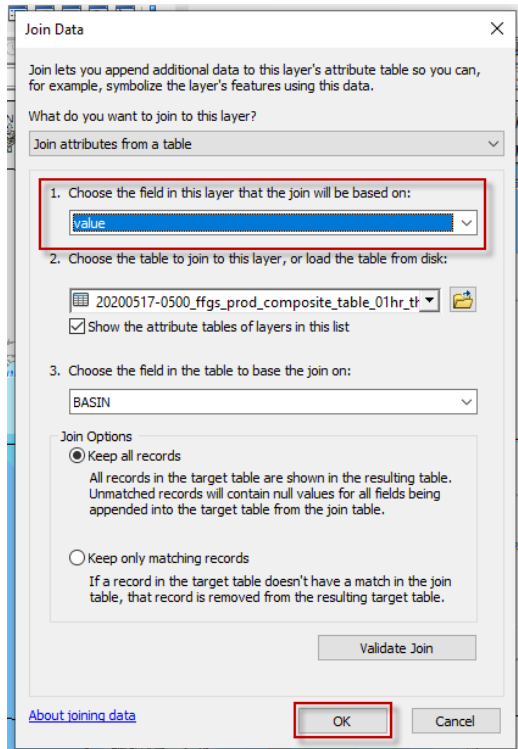 Join Data
Join lets you append additional data to this layer's attribute table so you can,
for example, symbolize the layer's features using this data.
What do you want to join to this layer?
Join attributes from a table
1. Choose the field in this layer that the join will be based on:
value
2. Choose the table to join to this layer, or load the table from disk:
20200517-0500_ffgs_prod_composite_table_01hr_th
Show the attribute tables of layers in this list
3. Choose the field in the table to base the join on:
BASIN
Join Options
Keep all records
All records in the target table are shown in the resulting table.
Unmatched records will contain null values for all fields being
appended into the target table from the join table.
Keep only matching records
If a record in the target table doesn't have a match in the join
table, that record is removed from the resulting target table.
Validate Join
About joining data
OK
Cancel